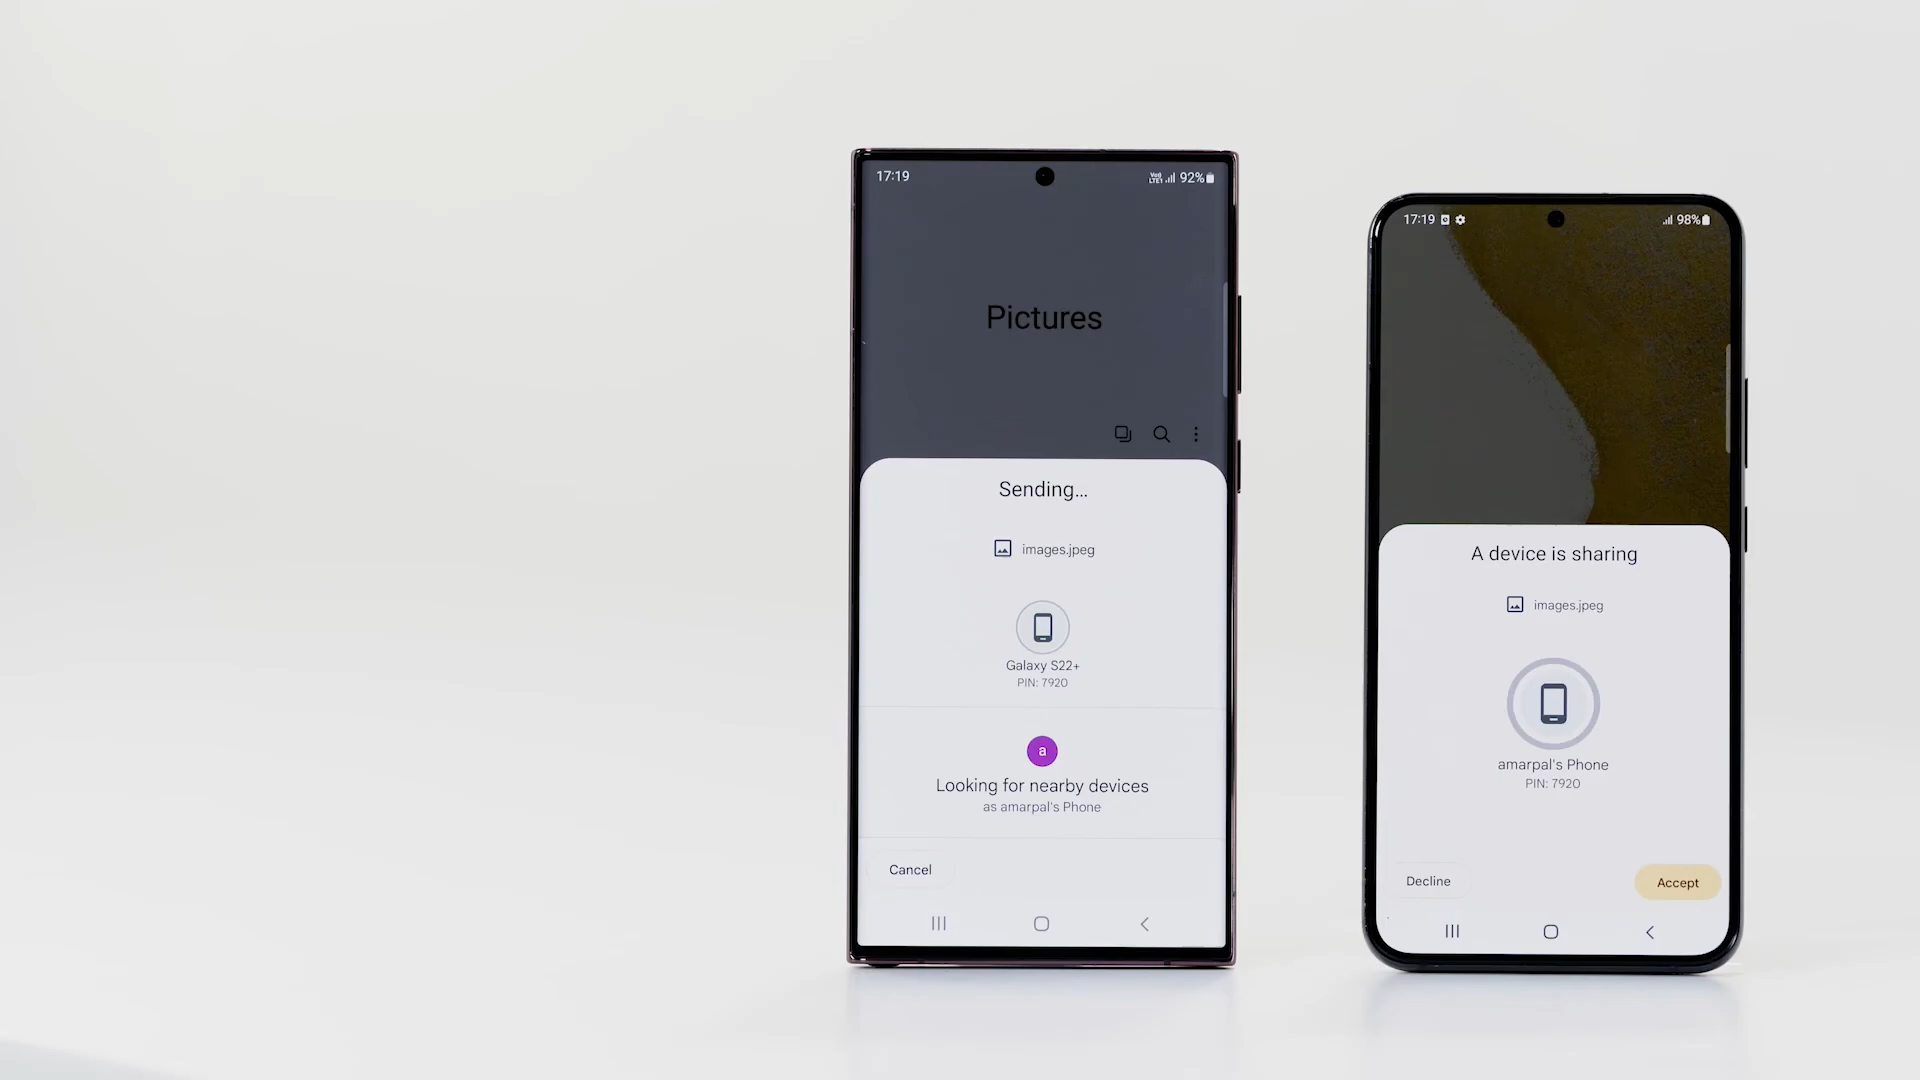 17:19
92%
Pictures
Sending...
images.jpeg
Galaxy S22+
PIN: 7920
a
Looking for nearby devices
as amarpal's Phone
Cancel
17:19
98%
A device is sharing
images.jpeg
amarpal's Phone
PIN: 7920
Decline
Accept